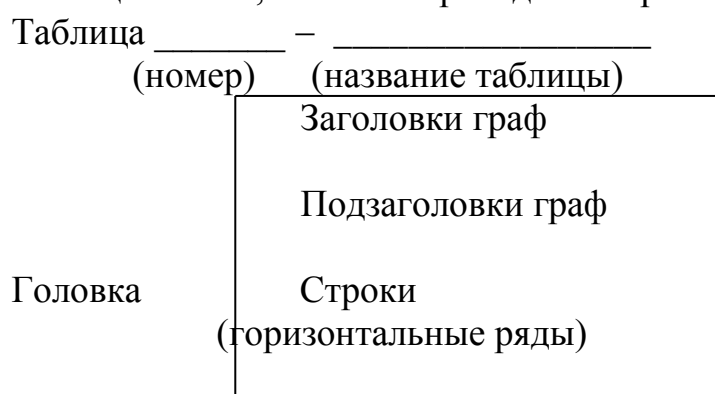 Таблица _______ – _________________
(номер) (название таблицы)
Заголовки граф
Подзаголовки граф
Головка Строки
(горизонтальные ряды)